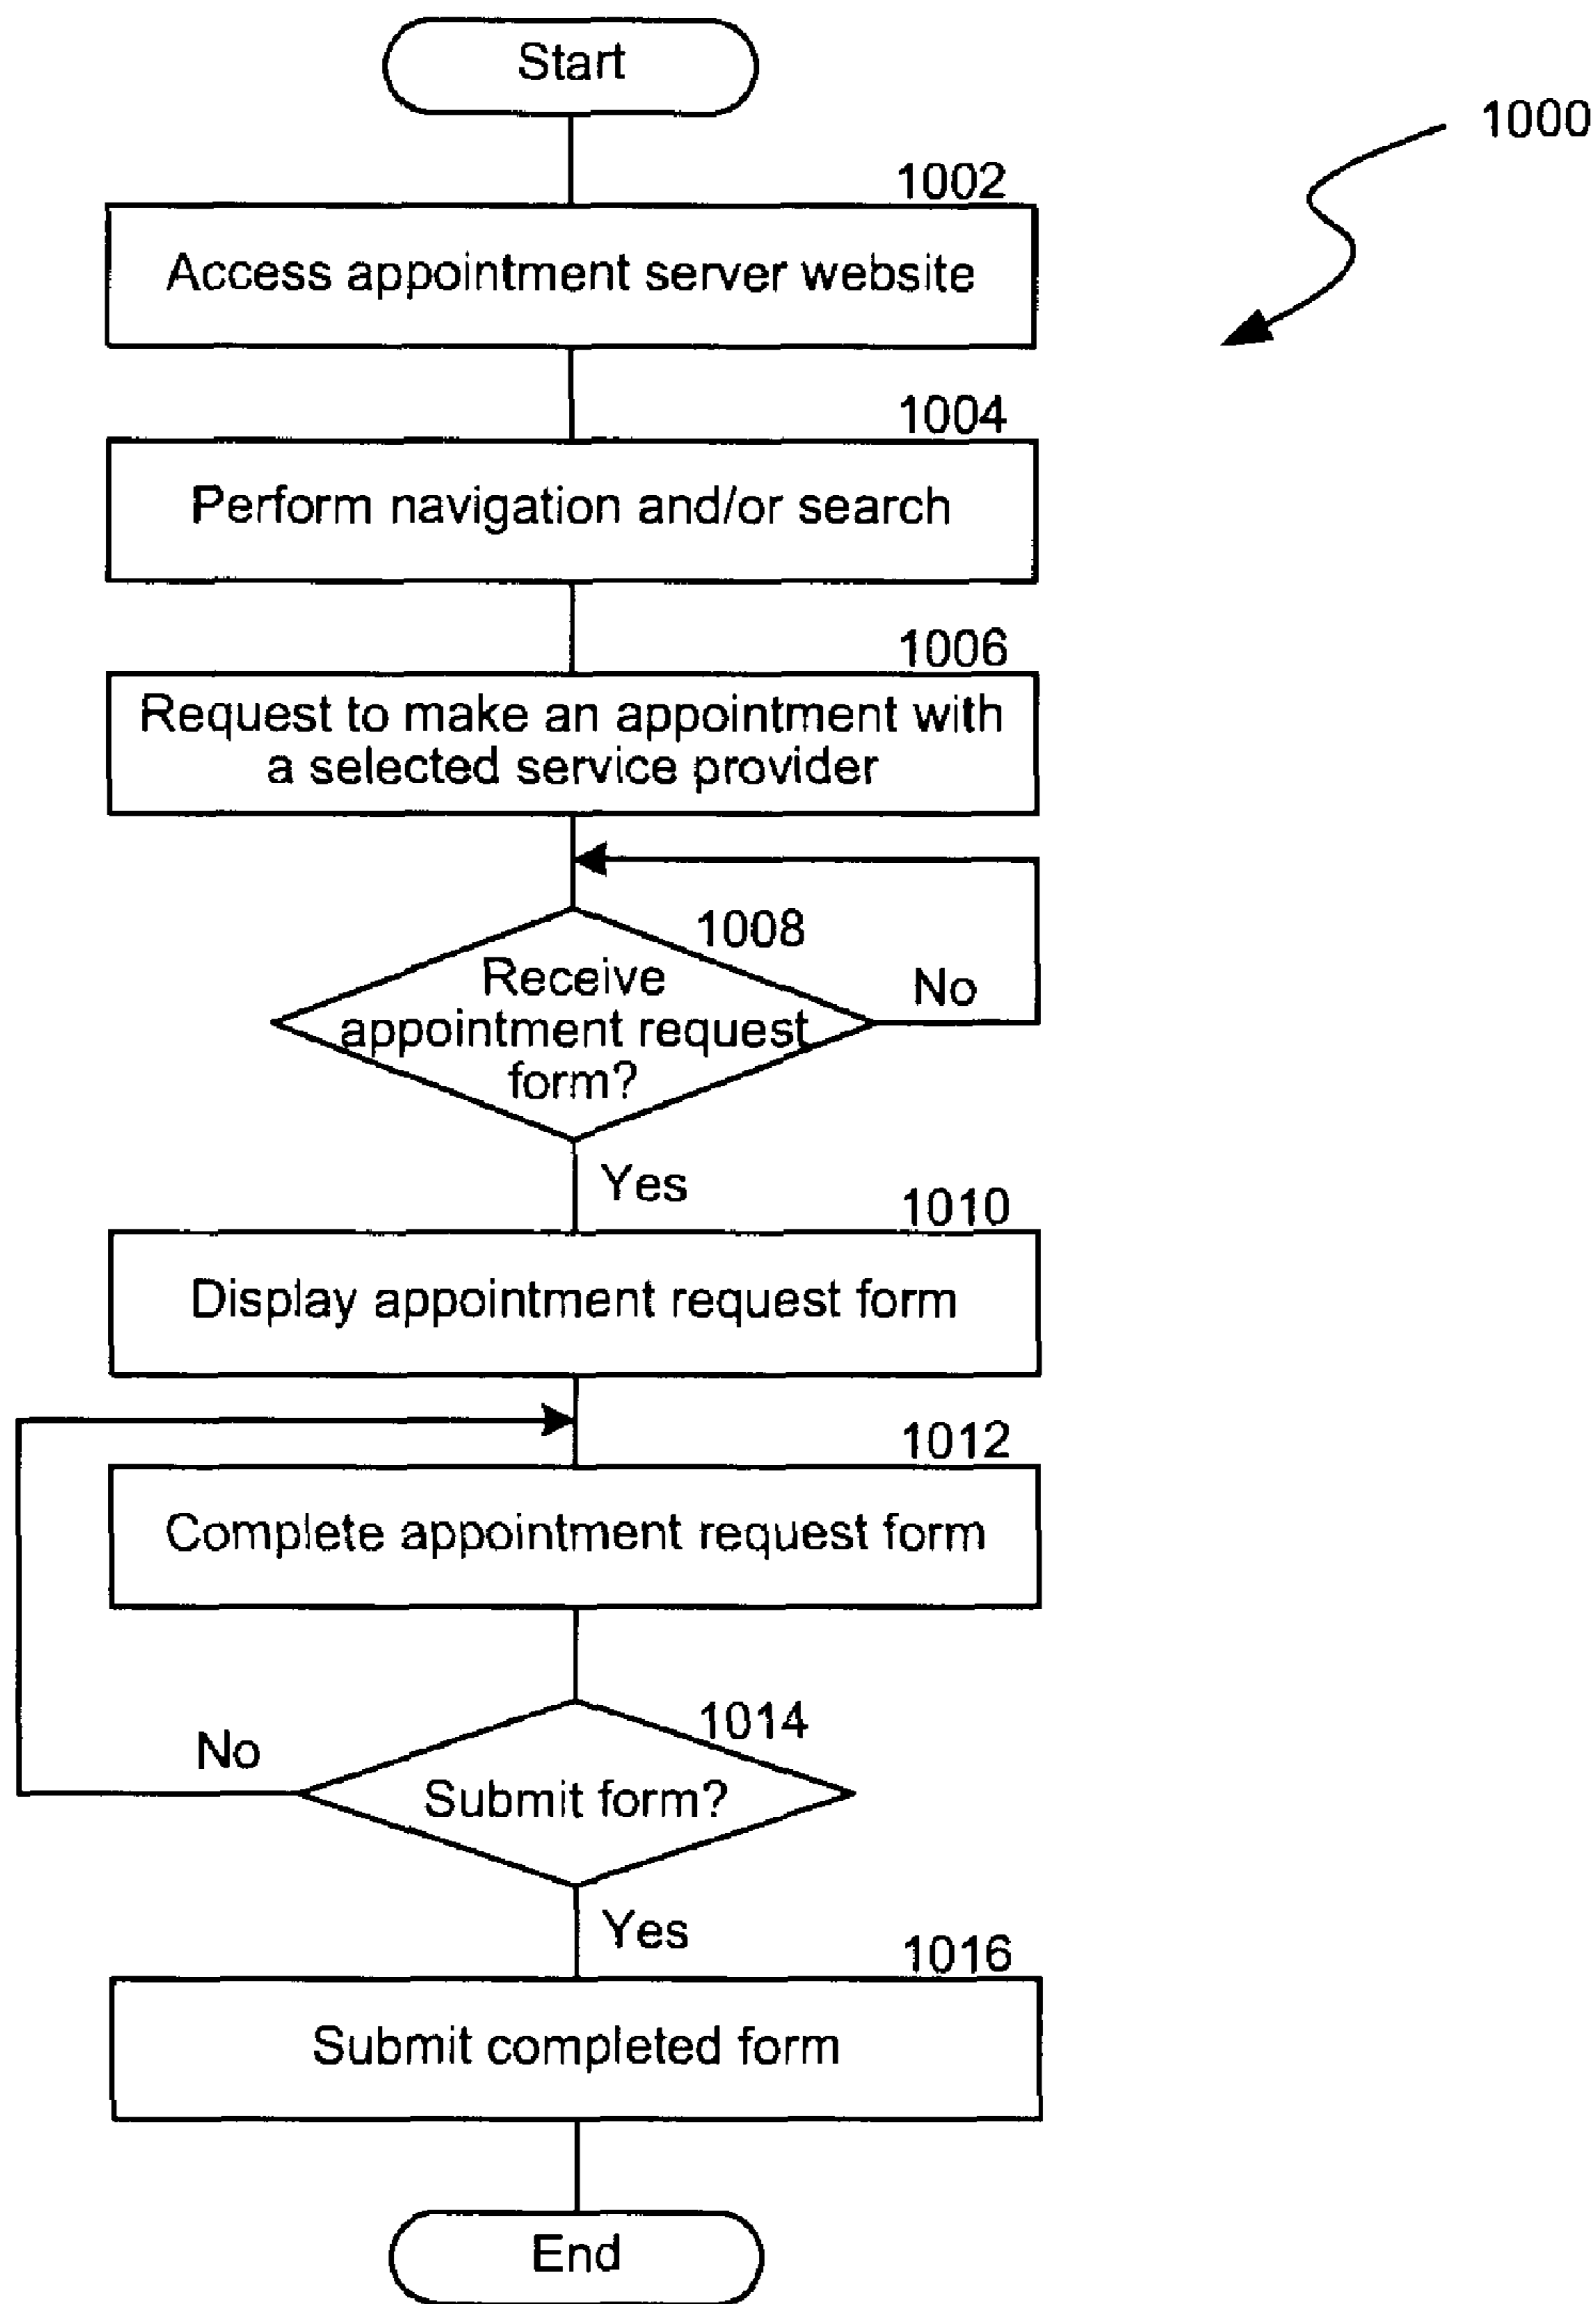 Start
1000
1002
Access appointment server website
1004
Perform navigation and/or search
1006
Request to make an appointment with
a selected service provider
1008
Receive
appointment request
form?
No
Yes
1010
Display appointment request form
1012
Complete appointment request form
1014
No
Submit form?
Yes
1016
Submit completed form
End